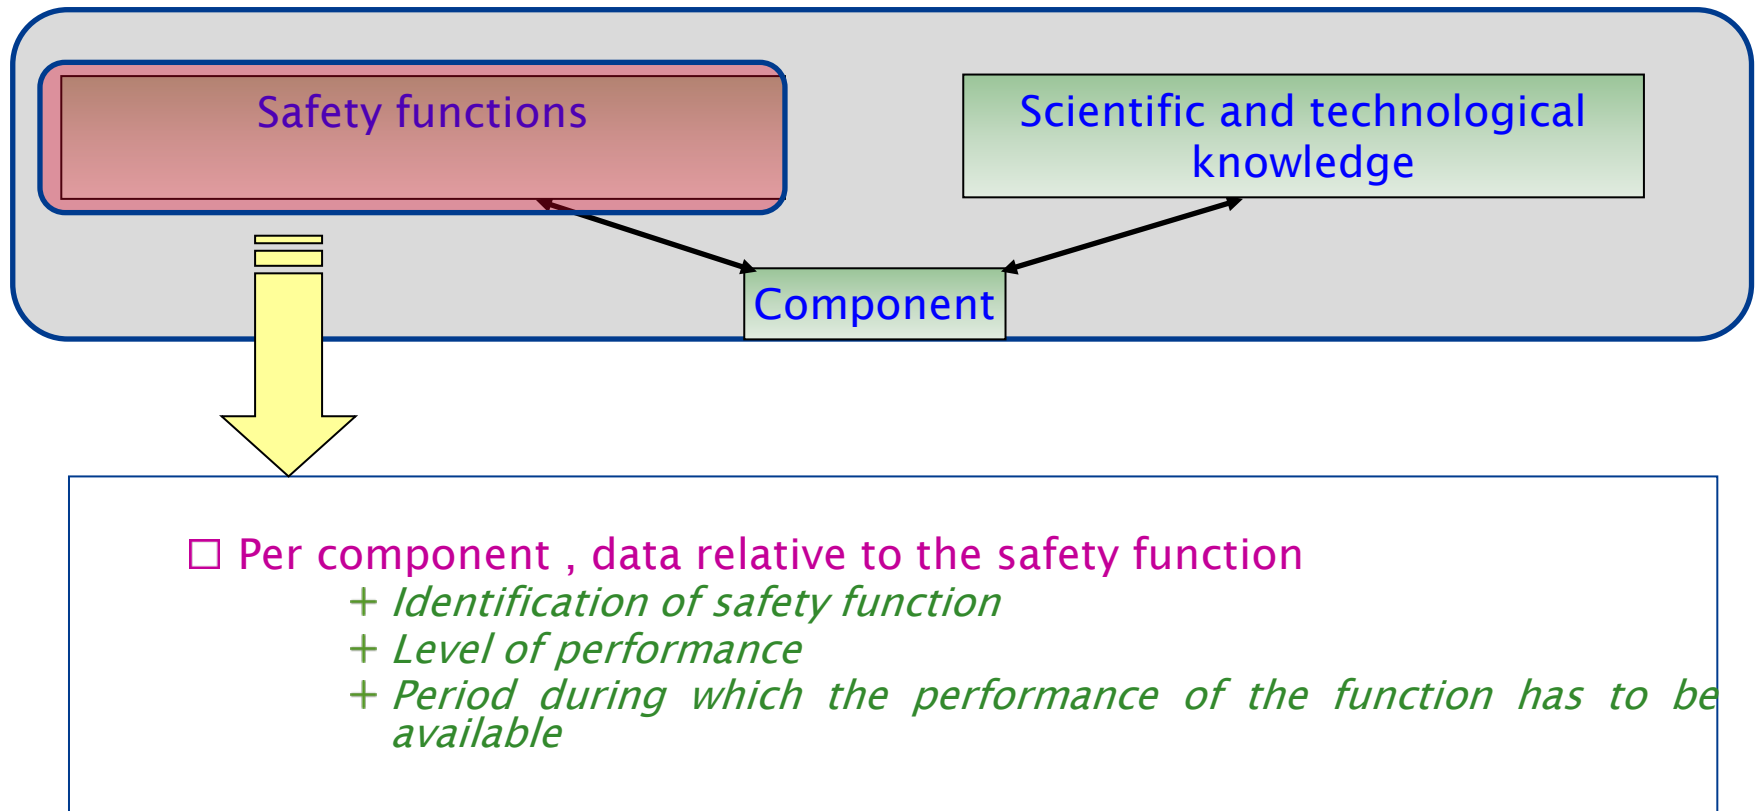 Safety functions
Scientific and technological
knowledge
Component
☐ Per component , data relative to the safety function
+ Identification of safety function
+ Level of performance
+ Period during which the performance of the function has to be
available